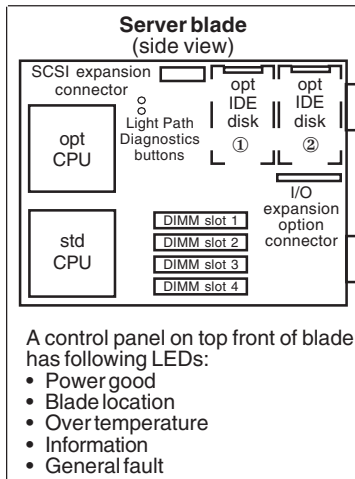 Server blade
(side view)
SCSI expansion
connector
Light Path
Diagnostics
buttons
opt
IDE
disk
①
opt
IDE
disk
②
opt
CPU
I/O
expansion
option
connector
std
CPU
DIMM slot 1
DIMM slot 2
DIMM slot 3
DIMM slot 4
A control panel on top front of blade
has following LEDs:
• Power good
• Blade location
• Over temperature
• Information
• General fault